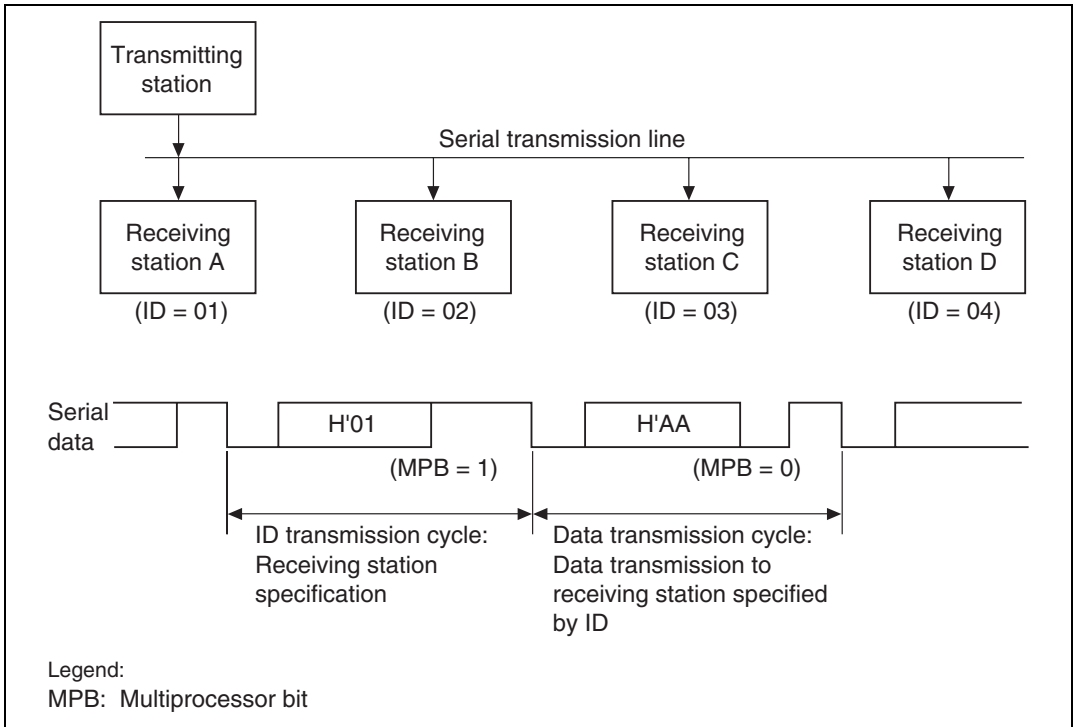 Transmitting
station
Serial transmission line
Receiving
station A
(ID = 01)
Receiving
station B
(ID = 02)
Receiving
station C
(ID = 03)
Receiving
station D
(ID = 04)
Serial
data
H'01
H'AA
(MPB = 1)
(MPB = 0)
ID transmission cycle:
Receiving station
specification
Data transmission cycle:
Data transmission to
receiving station specified
by ID
Legend:
MPB: Multiprocessor bit